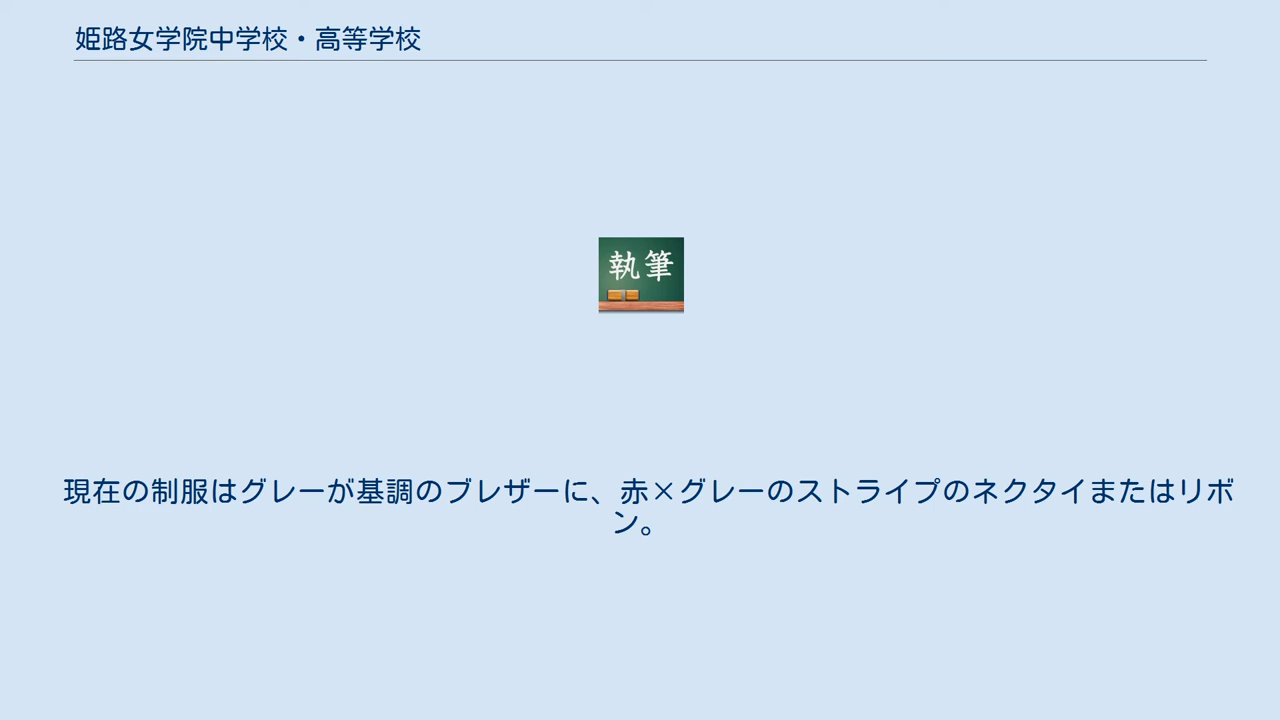 姫路女学院中学校・高等学校
執筆
現在の制服はグレーが基調のブレザーに、赤×グレーのストライプのネクタイまたはリボ
ン。